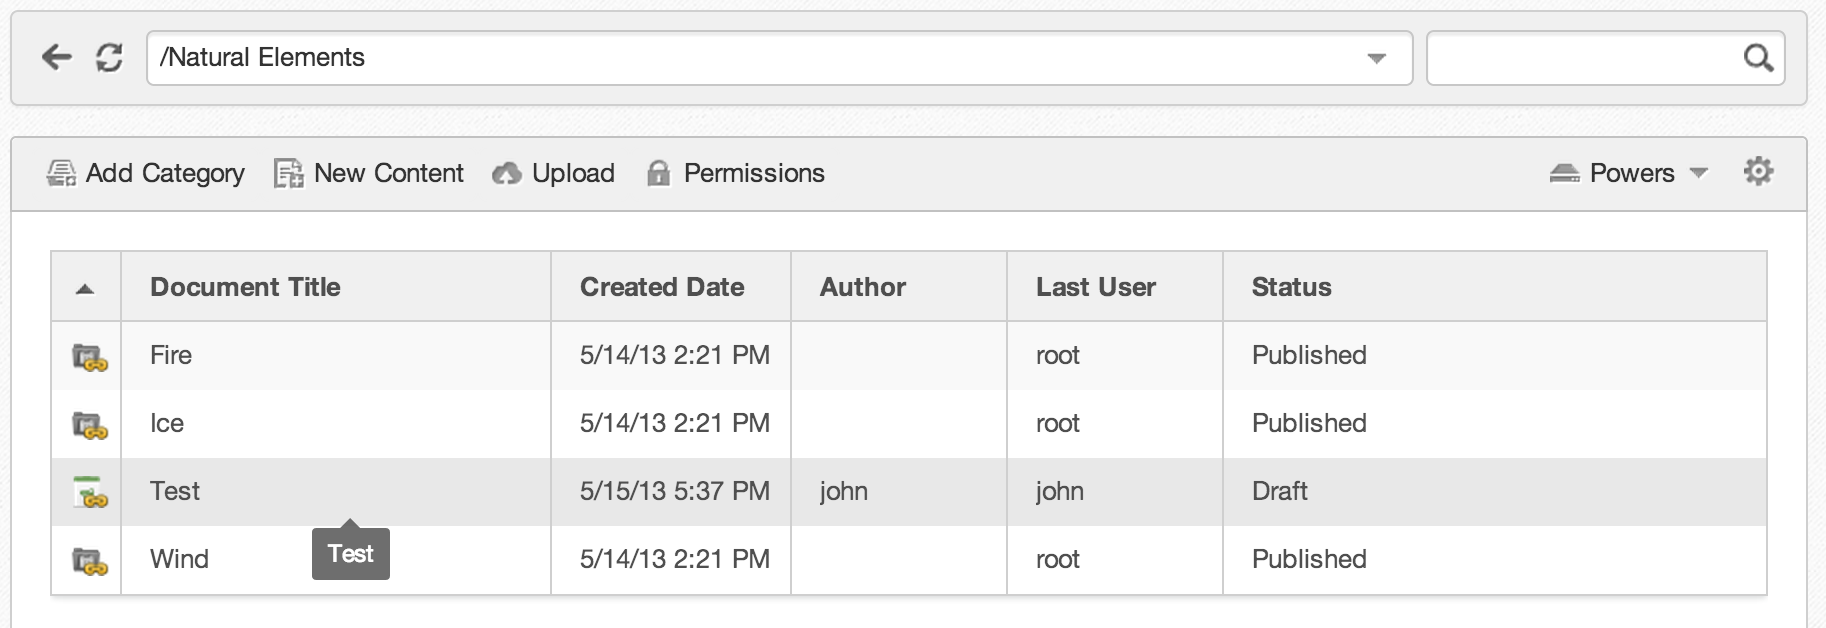 /Natural Elements
Add Category New Content Upload Permissions Powers
Document Title Created Date Author Last User Status
Fire 5/14/13 2:21 PM root Published
Ice 5/14/13 2:21 PM root Published
Test 5/15/13 5:37 PM john john Draft
Test
Wind 5/14/13 2:21 PM root Published